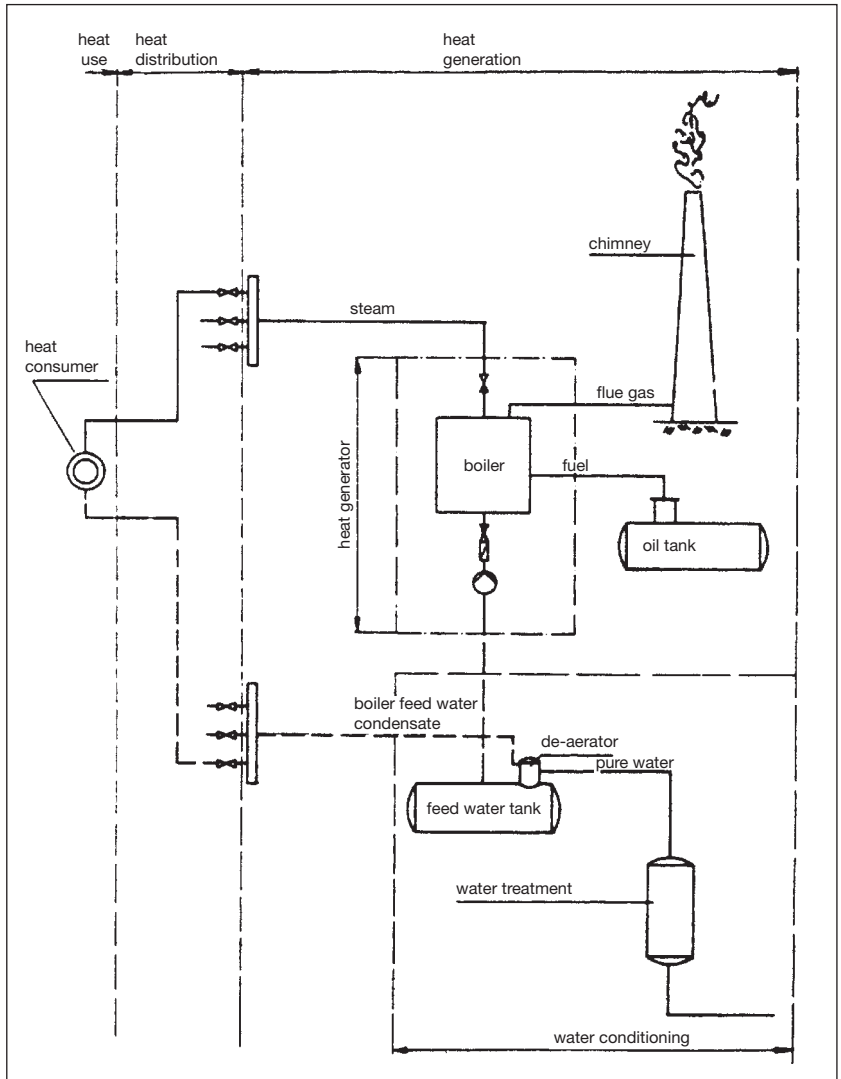 heat
use
heat
distribution
heat
generation
chimney
steam
heat
consumer
flue gas
boiler
fuel
heat generator
oil tank
boiler feed water
condensate
de-aerator
pure water
feed water tank
water treatment
water conditioning